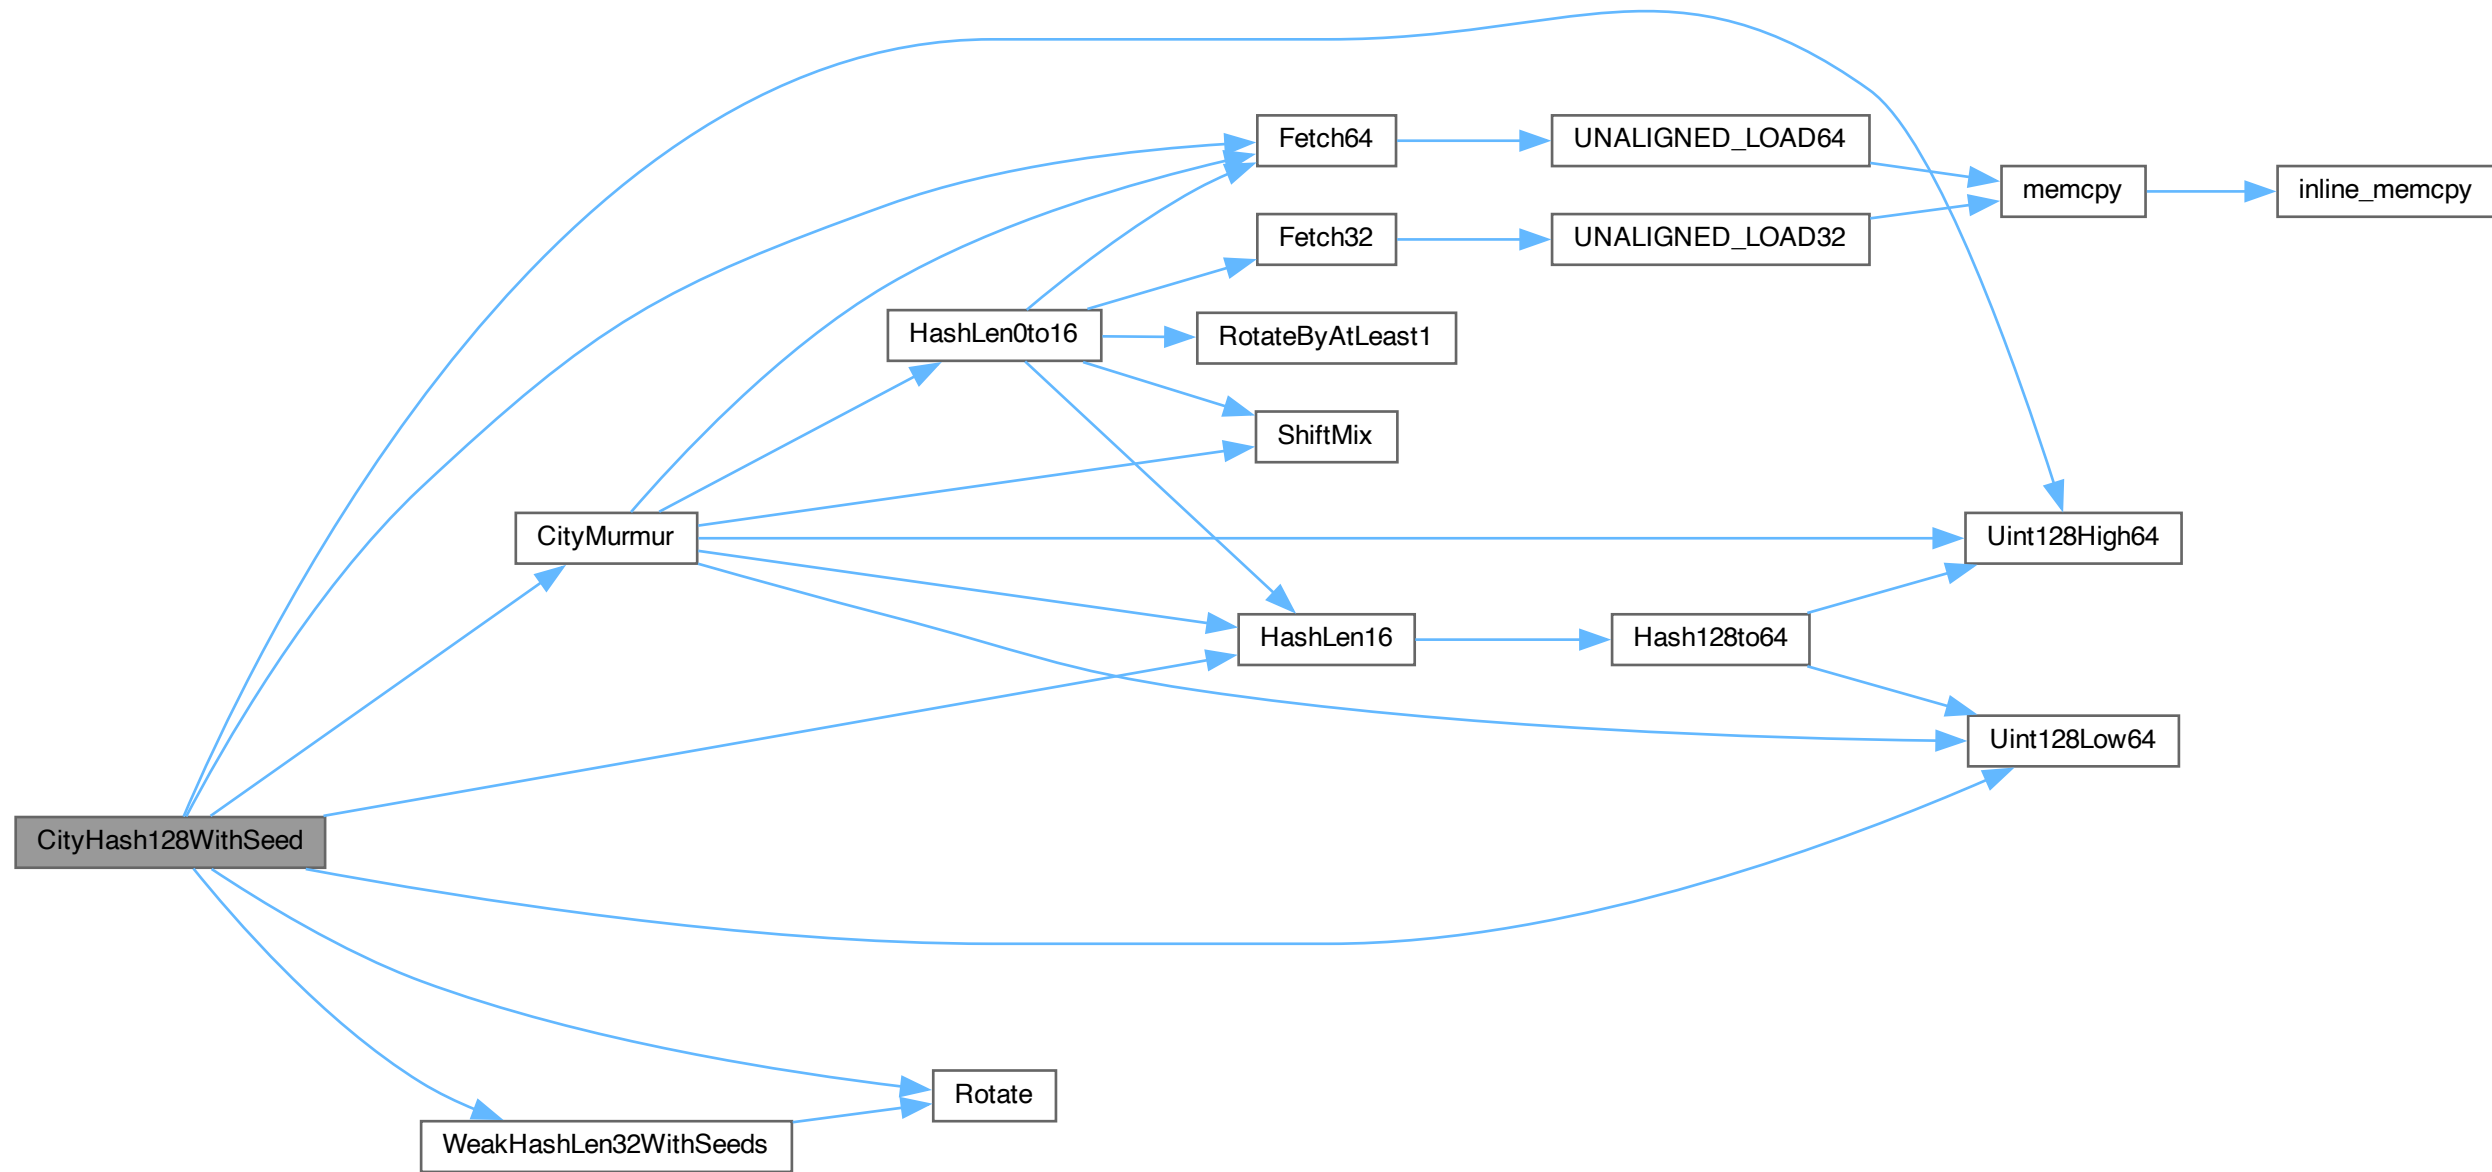 Fetch64
UNALIGNED_LOAD64
memcpy
inline_memcpy
Fetch32
UNALIGNED_LOAD32
HashLen0to16
RotateByAtLeast1
ShiftMix
CityMurmur
Uint128High64
HashLen16
Hash128to64
Uint128Low64
CityHash128WithSeed
Rotate
WeakHashLen32WithSeeds